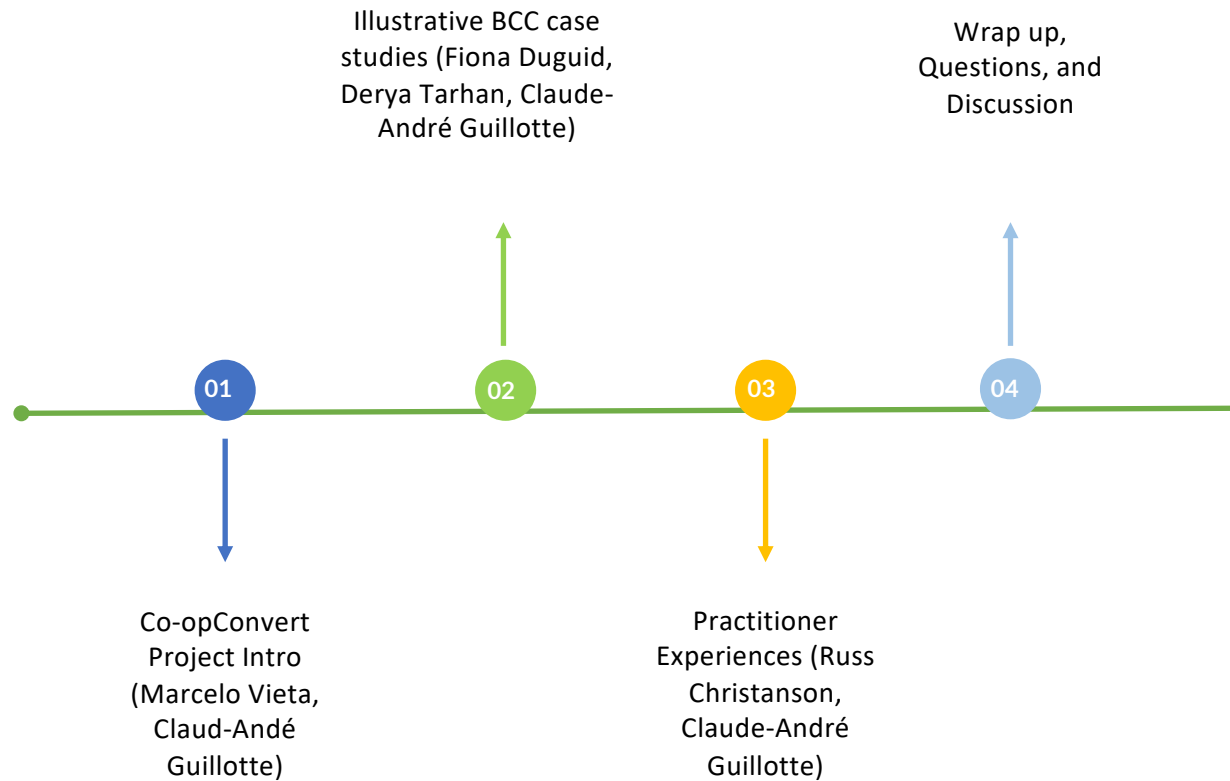 Illustrative BCC case
studies (Fiona Duguid,
Derya Tarhan, Claude-
André Guillotte)
Wrap up,
Questions, and
Discussion
01
02
03
04
Co-opConvert
Project Intro
(Marcelo Vieta,
Claud-Andé
Guillotte)
Practitioner
Experiences (Russ
Christanson,
Claude-André
Guillotte)